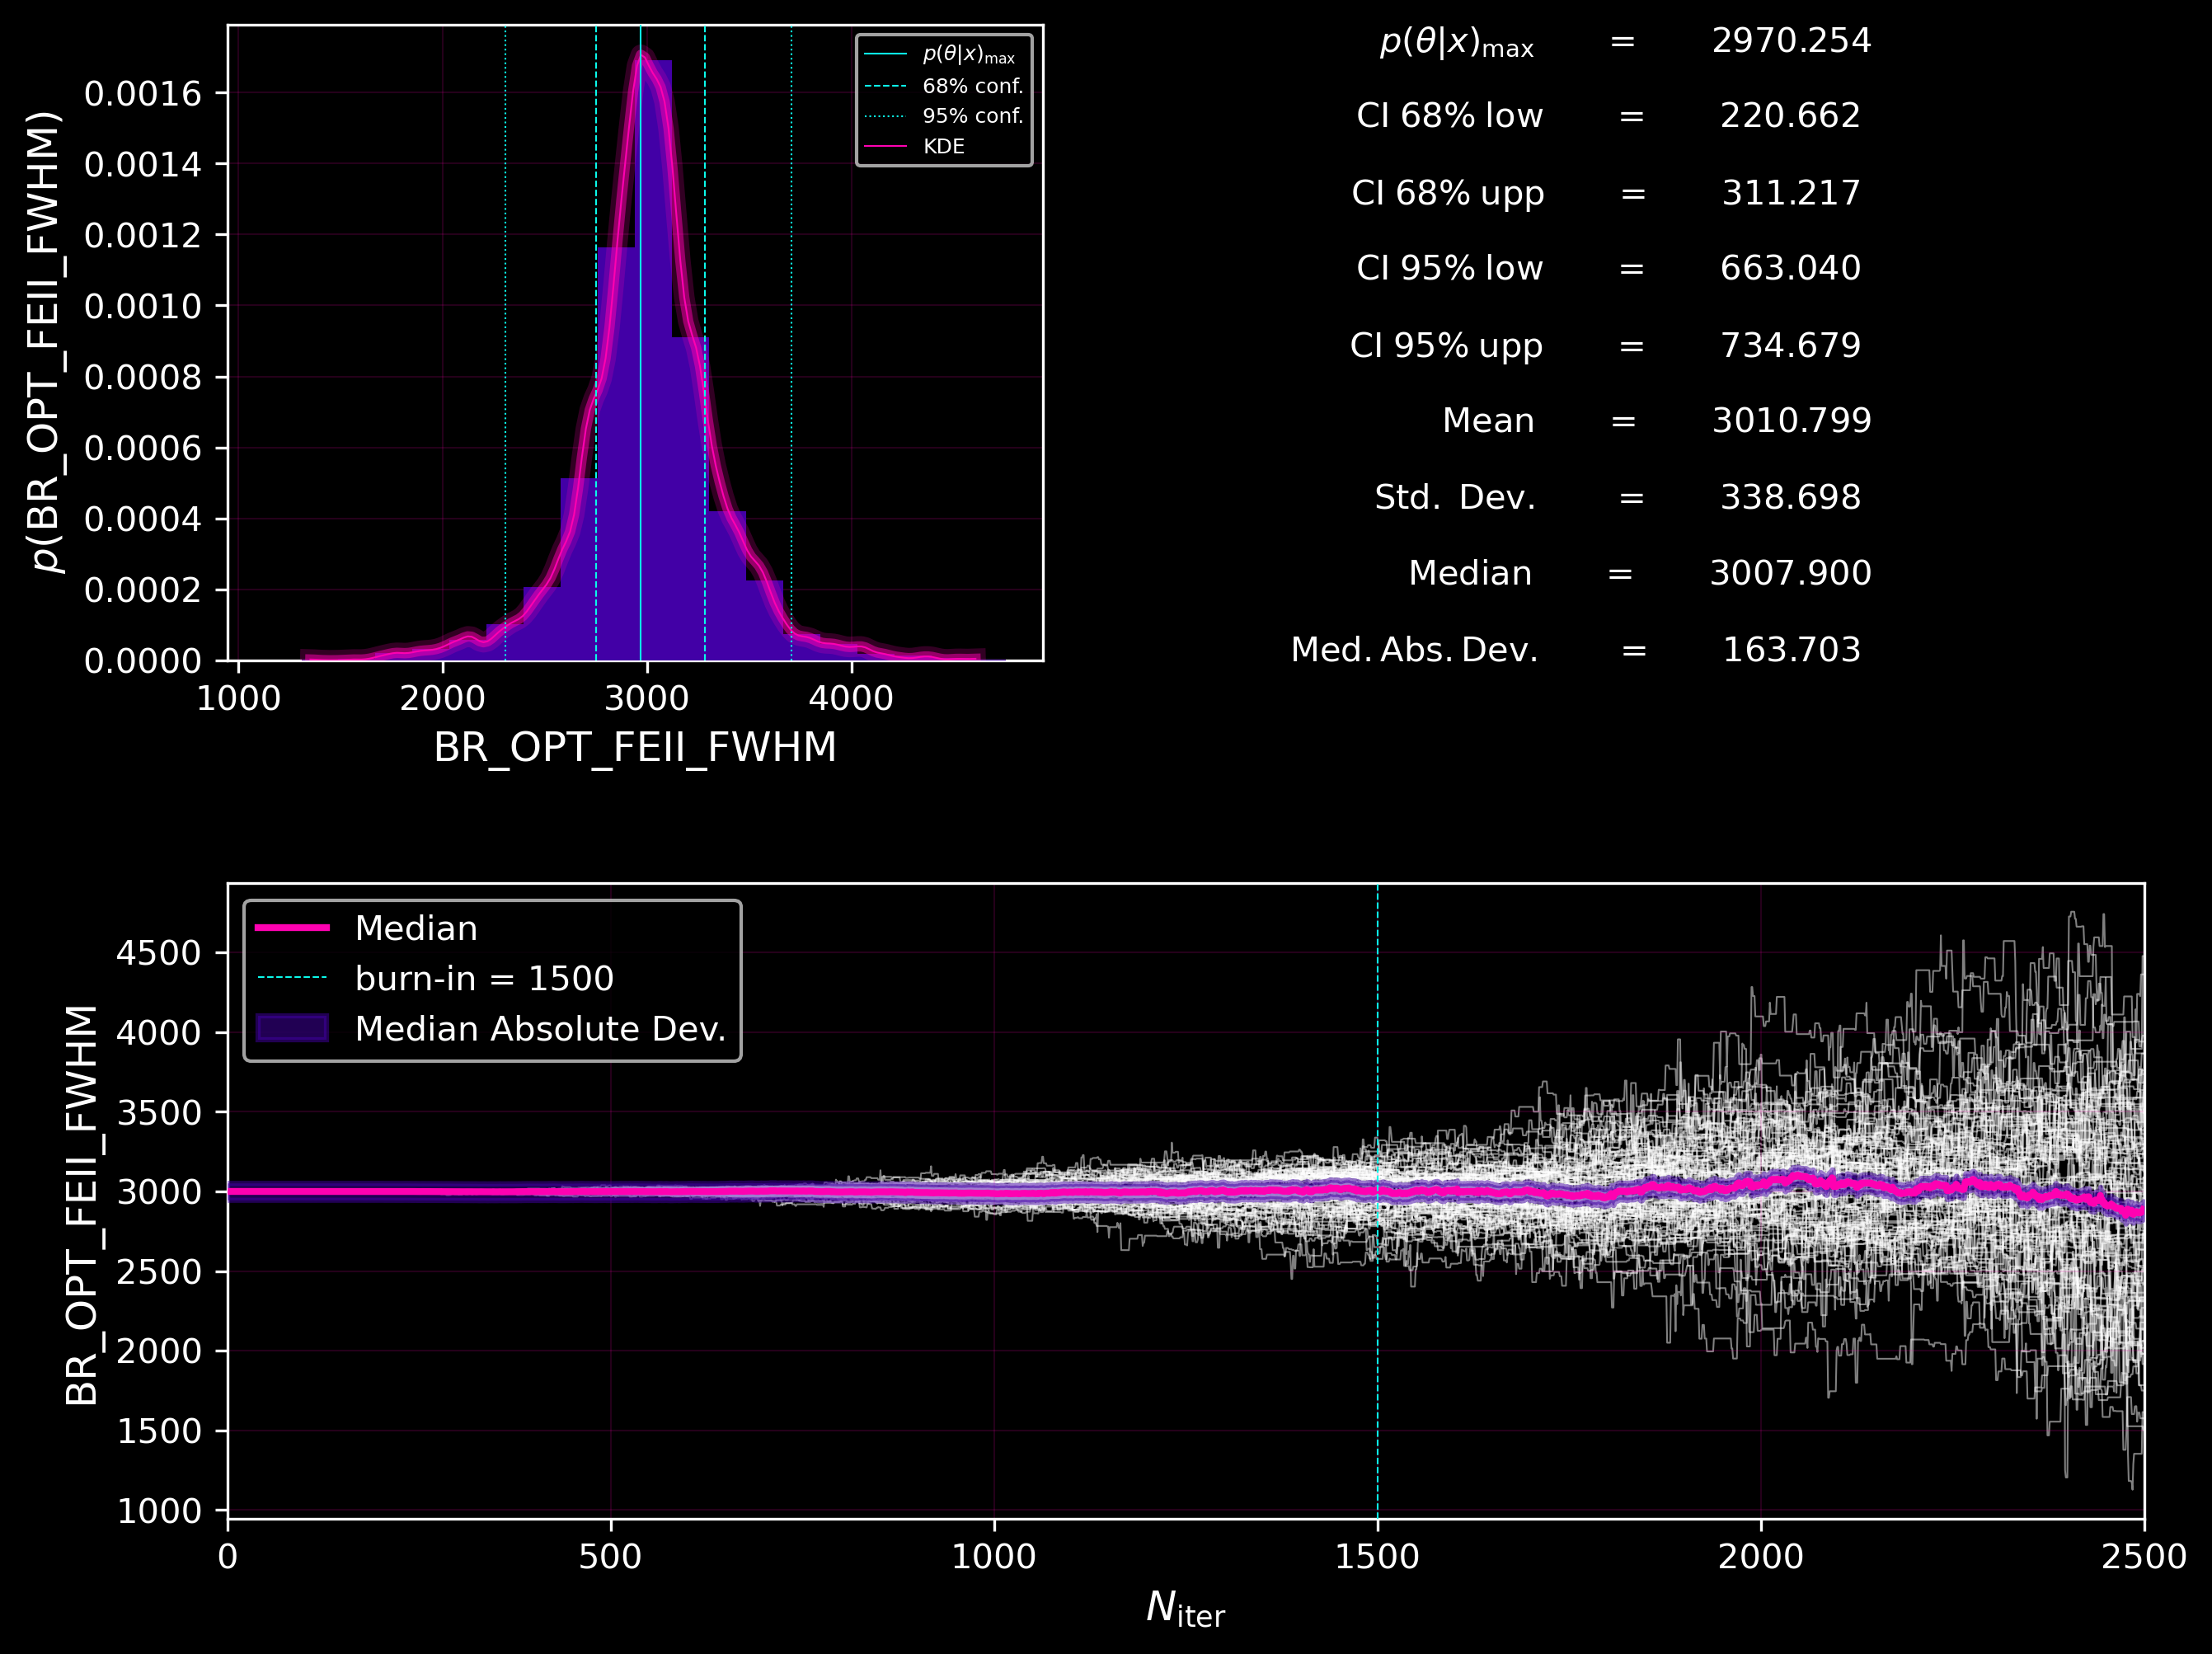 p(BR_OPT_FEII_FWHM)
0.0016
0.0014
0.0012
0.0010
0.0008
0.0006
0.0004
0.0002
0.0000
1000 2000 3000 4000
BR_OPT_FEII_FWHM
p(θ|x)max
68% conf.
95% conf.
KDE
p(θ|x)max = 2970.254
CI 68% low = 220.662
CI 68% upp = 311.217
CI 95% low = 663.040
CI 95% upp = 734.679
Mean = 3010.799
Std. Dev. = 338.698
Median = 3007.900
Med. Abs. Dev. = 163.703
BR_OPT_FEII_FWHM
4500
4000
3500
3000
2500
2000
1500
1000
Median
burn-in = 1500
Median Absolute Dev.
0 500 1000 1500 2000 2500
Niter